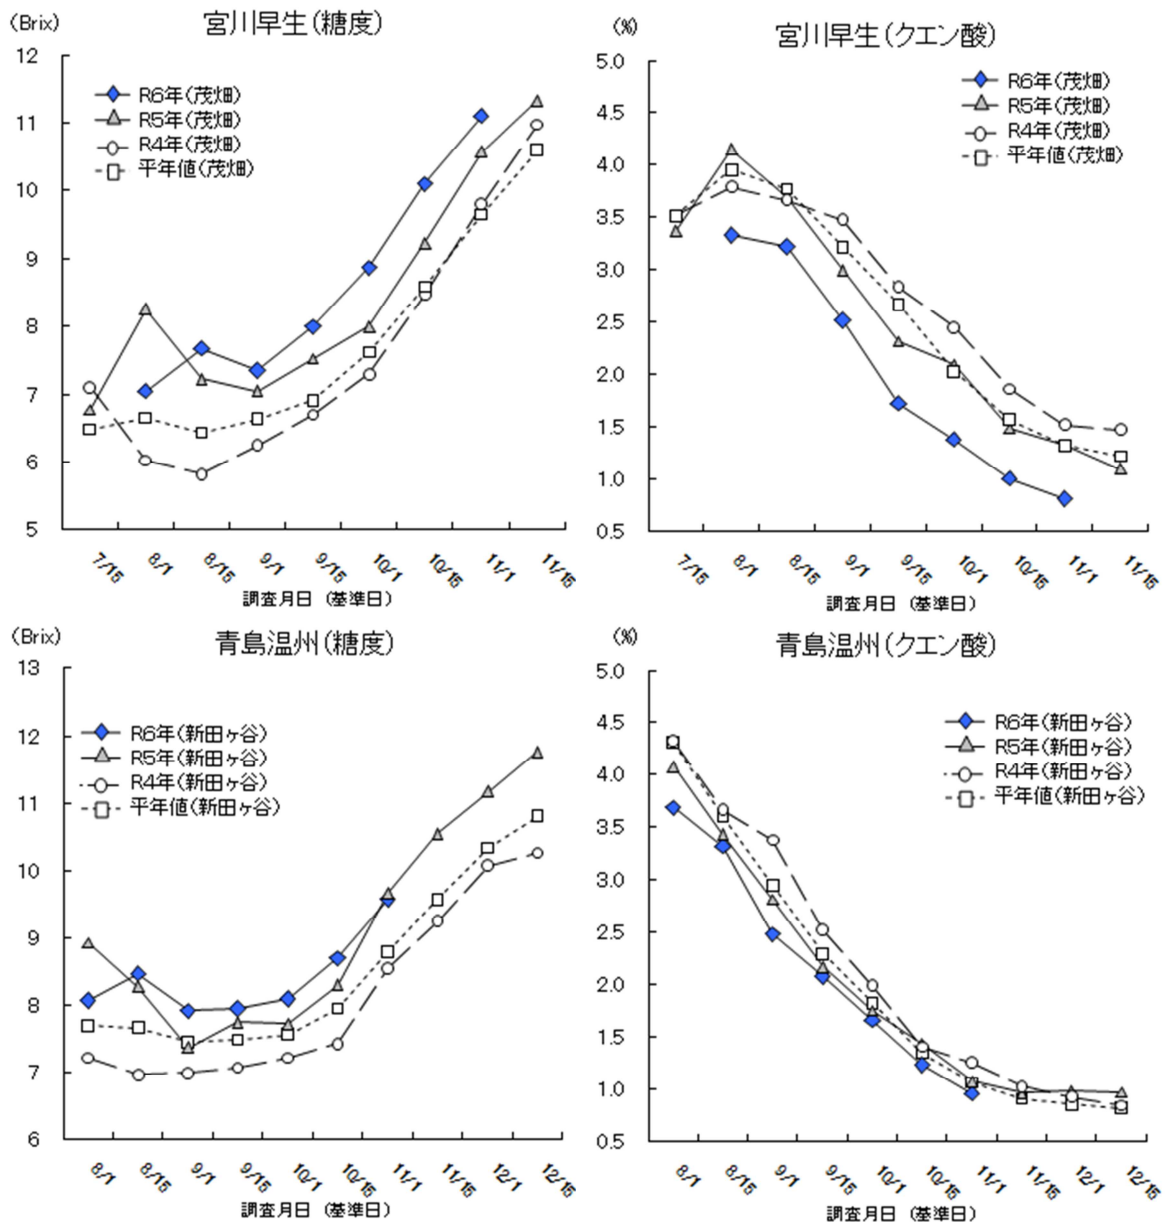 (Brix)
宮川早生(糖度)
12
11
10
9
8
7
6
5
R6年(茂畑)
R5年(茂畑)
R4年(茂畑)
平年値(茂畑)
7/15
8/1
8/15
9/1
9/15
10/1
10/15
11/1
11/15
調査月日 (基準日)
(%)
宮川早生(クエン酸)
5.0
4.5
4.0
3.5
3.0
2.5
2.0
1.5
1.0
0.5
R6年(茂畑)
R5年(茂畑)
R4年(茂畑)
平年値(茂畑)
7/15
8/1
8/15
9/1
9/15
10/1
10/15
11/1
11/15
調査月日 (基準日)
(Brix)
青島温州(糖度)
13
12
11
10
9
8
7
6
R6年(新田ヶ谷)
R5年(新田ヶ谷)
R4年(新田ヶ谷)
平年値(新田ヶ谷)
8/1
8/15
9/1
9/15
10/1
10/15
11/1
11/15
12/1
12/15
調査月日 (基準日)
(%)
青島温州(クエン酸)
5.0
4.5
4.0
3.5
3.0
2.5
2.0
1.5
1.0
0.5
R6年(新田ヶ谷)
R5年(新田ヶ谷)
R4年(新田ヶ谷)
平年値(新田ヶ谷)
8/1
8/15
9/1
9/15
10/1
10/15
11/1
11/15
12/1
12/15
調査月日 (基準日)